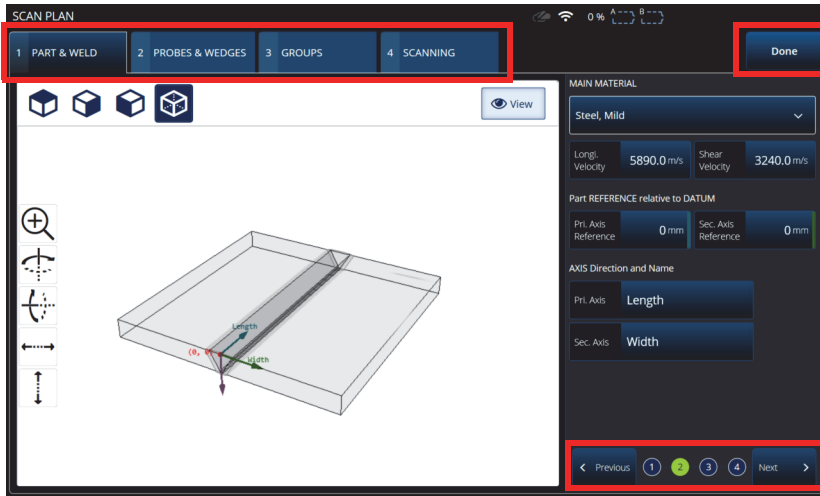 SCAN PLAN
0 % A B
1 PART & WELD 2 PROBES & WEDGES 3 GROUPS 4 SCANNING Done
View
MAIN MATERIAL
Steel, Mild
Longi. Velocity 5890.0 m/s Shear Velocity 3240.0 m/s
Part REFERENCE relative to DATUM
Pri. Axis Reference 0 mm Sec. Axis Reference 0 mm
AXIS Direction and Name
Pri. Axis Length
Sec. Axis Width
Length
(0, 
Width
Previous 1 2 3 4 Next